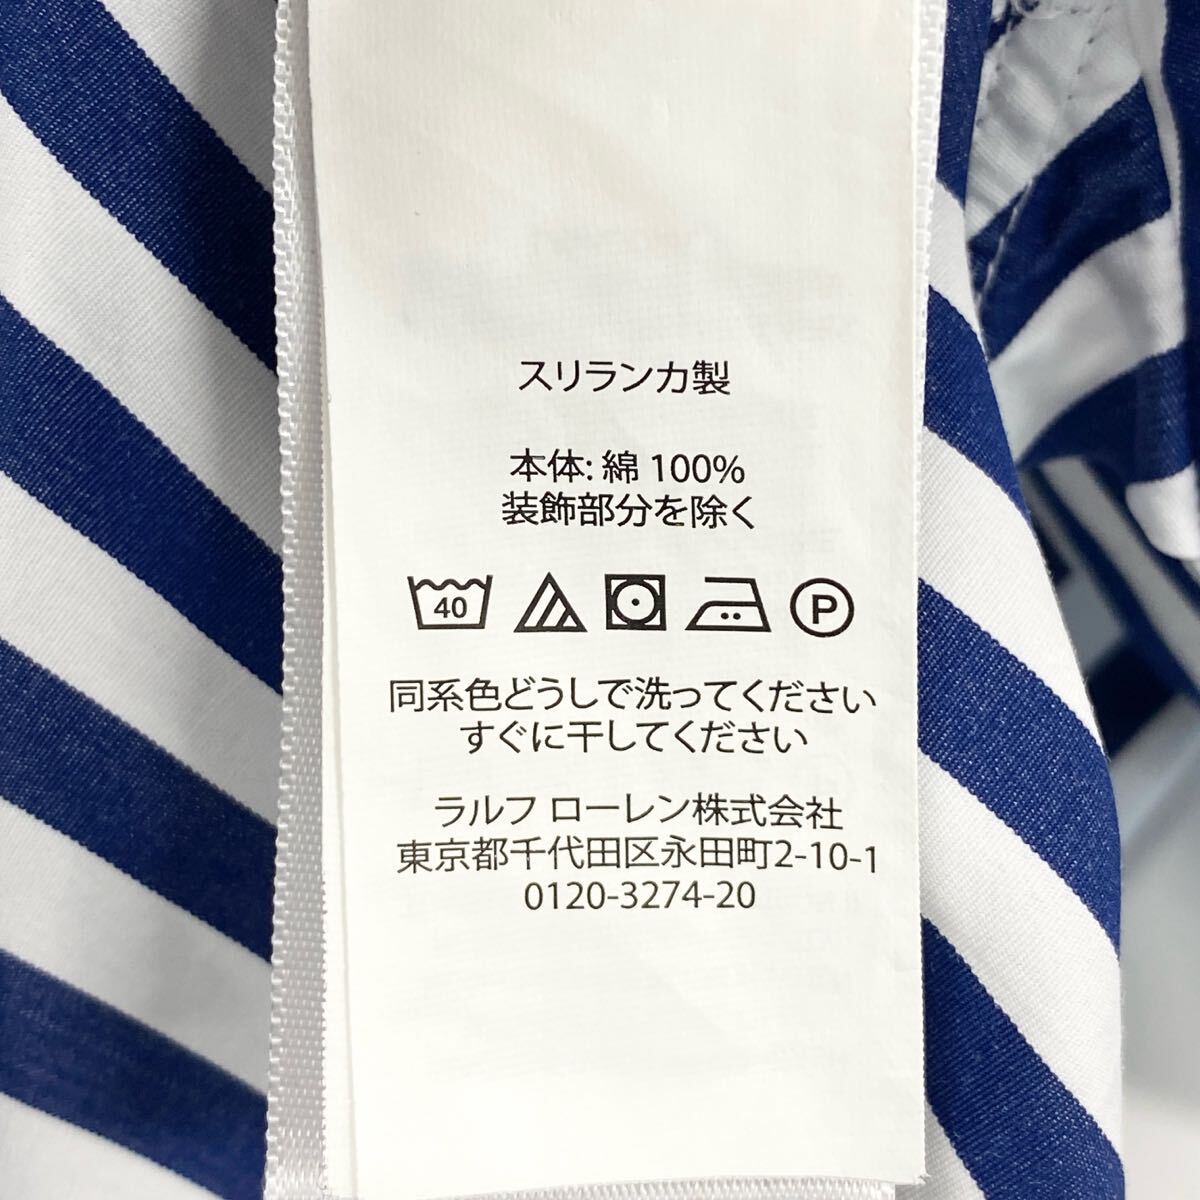 スリランカ製
本体: 綿 100%
装飾部分を除く
40 P
同系色どうしで洗ってください
すぐに干してください
ラルフ ローレン株式会社
東京都千代田区永田町2-10-1
0120-3274-20